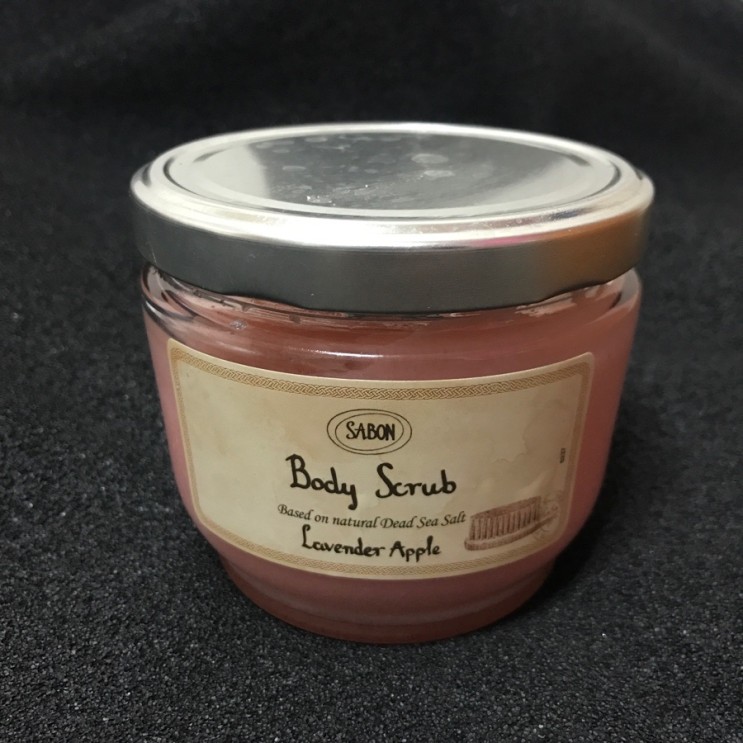 SABON
Body Scrub
Based on natural Dead Sea Salt
Lavender Apple